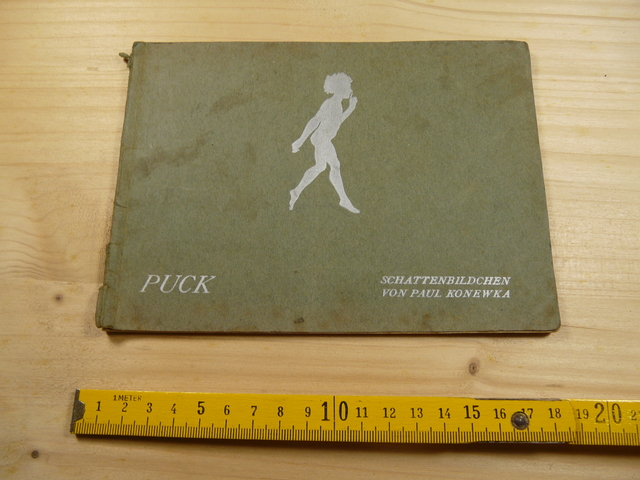 PUCK
SCHATTENBILDCHEN
VON PAUL KONEWKA
1 METER
1 2 3 4 5 6 7 8 9 10 11 12 13 14 15 16 17 18 19 20 2